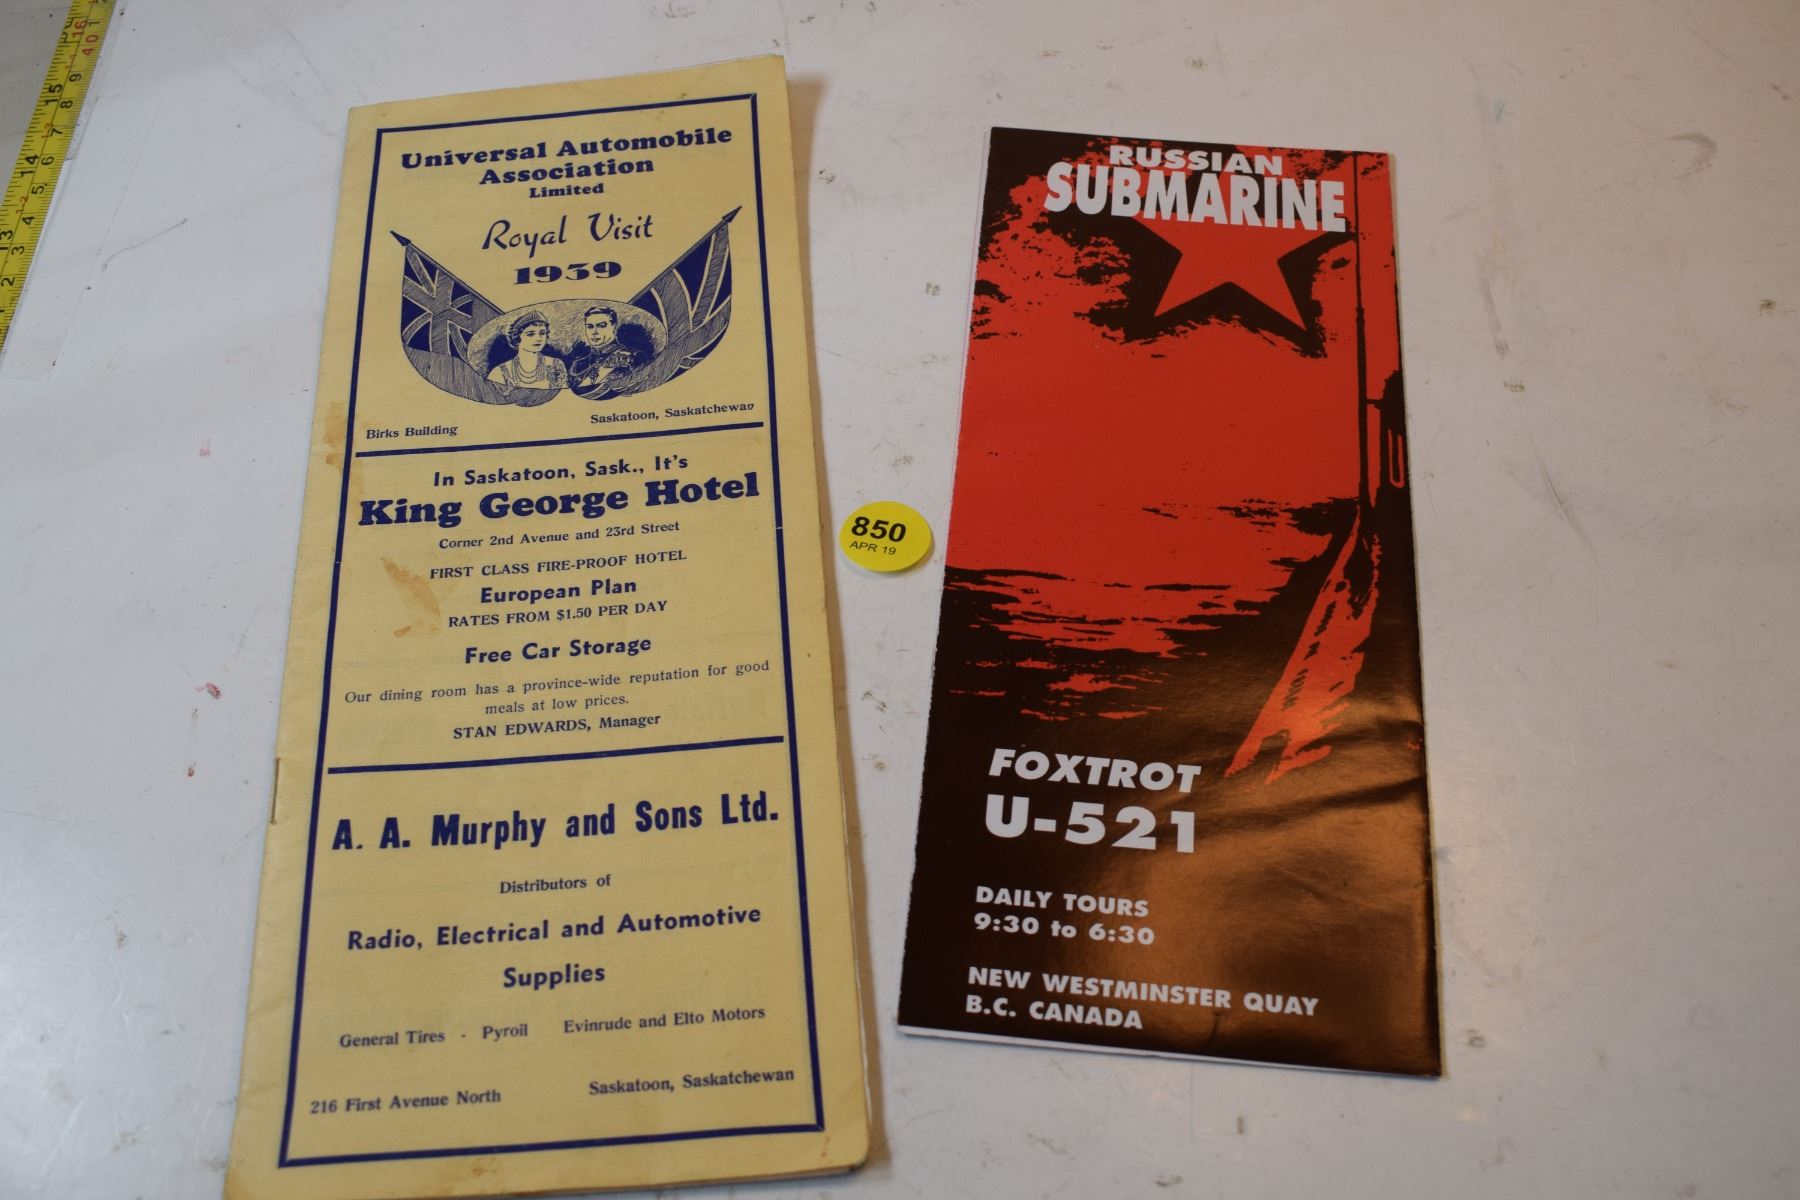 Universal Automobile
Association
Limited
Royal Visit
1939
Birks Building
Saskatoon, Saskatchewan
In Saskatoon, Sask., It's
King George Hotel
Corner 2nd Avenue and 23rd Street
FIRST CLASS FIRE-PROOF HOTEL
European Plan
RATES FROM $1.50 PER DAY
Free Car Storage
Our dining room has a province-wide reputation for good
meals at low prices.
STAN EDWARDS, Manager
A. A. Murphy and Sons Ltd.
Distributors of
Radio, Electrical and Automotive
Supplies
General Tires - Pyroil Evinrude and Elto Motors
216 First Avenue North
Saskatoon, Saskatchewan
850
APR 19
RUSSIAN
SUBMARINE
FOXTROT
U-521
DAILY TOURS
9:30 to 6:30
NEW WESTMINSTER QUAY
B.C. CANADA